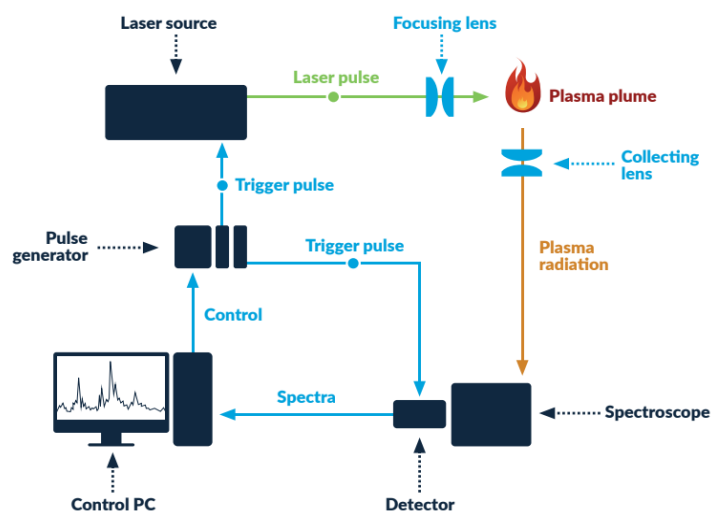 Laser source
Focusing lens
Laser pulse
Plasma plume
Collecting
lens
Trigger pulse
Pulse
generator
Trigger pulse
Plasma
radiation
Control
Spectra
Spectroscope
Control PC
Detector